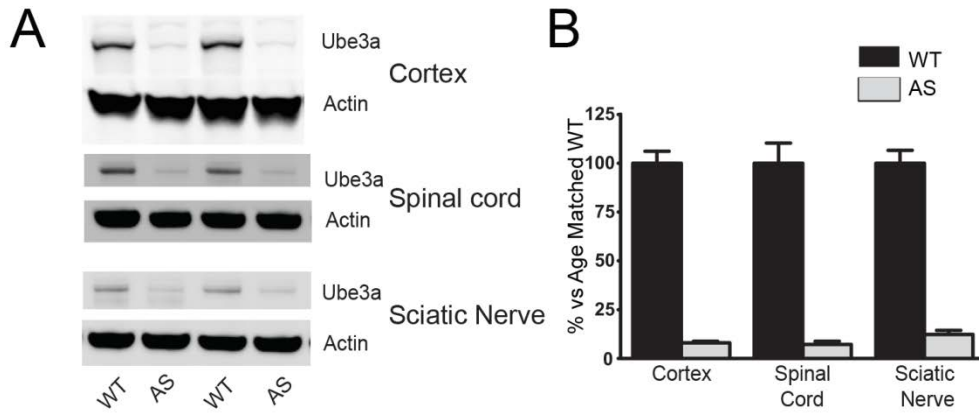 A
Ube3a
Cortex
Actin
Ube3a
Spinal cord
Actin
Ube3a
Sciatic Nerve
Actin
WT
AS
WT
AS
B
WT
AS
% vs Age Matched WT
125
100
75
50
25
0
Cortex
Spinal
Cord
Sciatic
Nerve